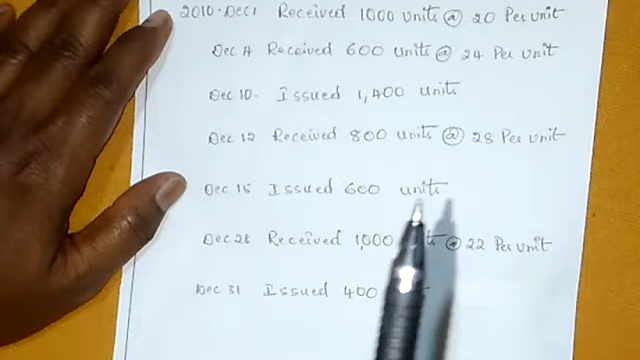 2010. Dec 1 Received 1000 units @ 20 Per unit
Dec 4 Received 600 units @ 24 Per unit
Dec 10. Issued 1,400 units
Dec 12 Received 800 units @ 28 Per unit
Dec 15 Issued 600 units
Dec 28 Received 1,000 @ 22 Per unit
Dec 31 Issued 400